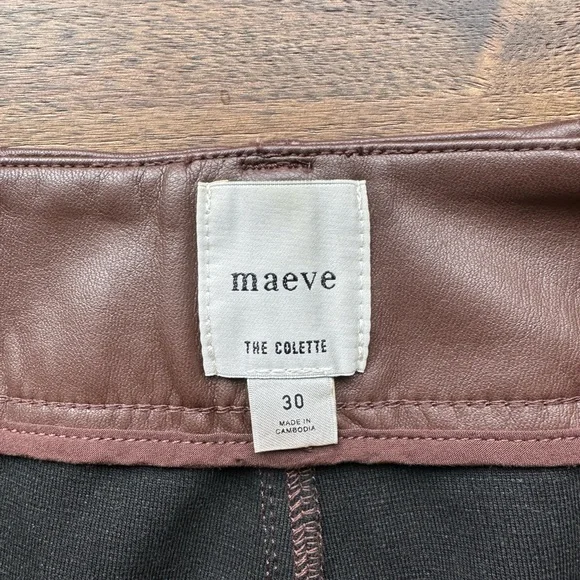 maeve
THE COLETTE
30
MADE IN
CAMBODIA